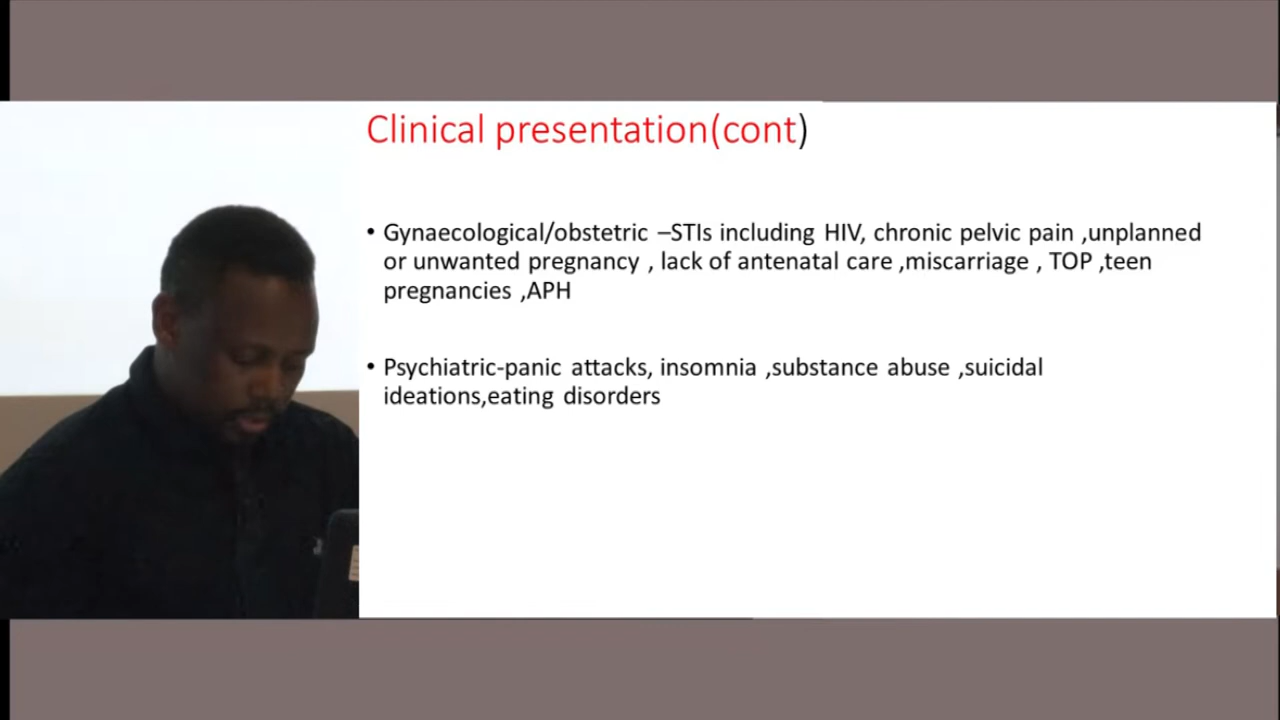 Clinical presentation(cont)
• Gynaecological/obstetric –STIs including HIV, chronic pelvic pain ,unplanned
or unwanted pregnancy , lack of antenatal care ,miscarriage , TOP ,teen
pregnancies ,APH
• Psychiatric-panic attacks, insomnia ,substance abuse ,suicidal
ideations,eating disorders